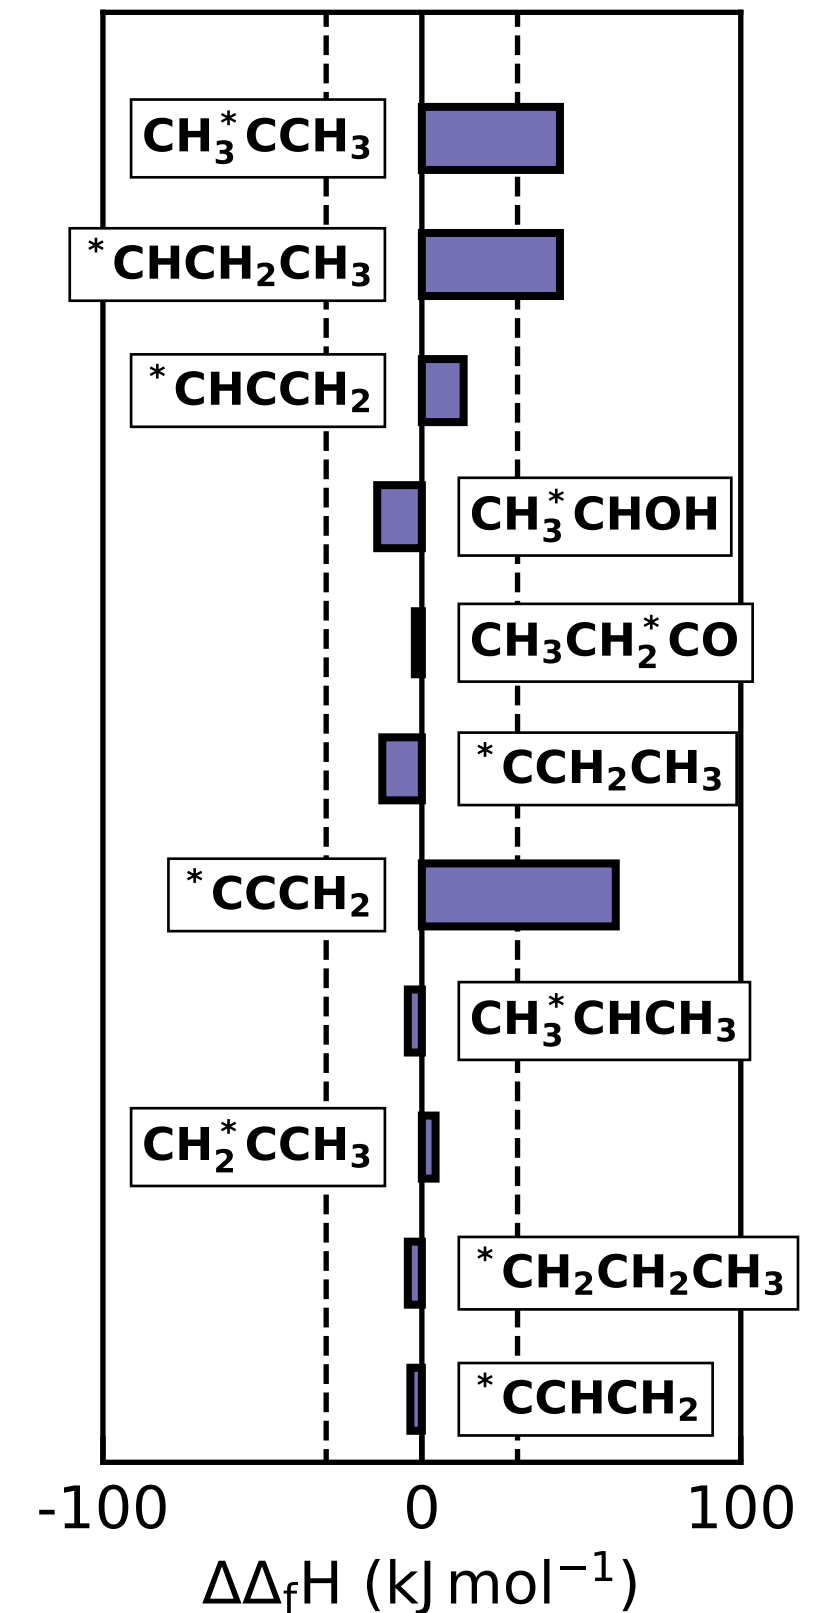 CH₃*CCH₃
*CHCH₂CH₃
*CHCCH₂
CH₃*CHOH
CH₃CH₂*CO
*CCH₂CH₃
*CCCH₂
CH₃*CHCH₃
CH₂*CCH₃
*CH₂CH₂CH₃
*CCHCH₂
-100 0 100
ΔΔfH (kJ mol⁻¹)